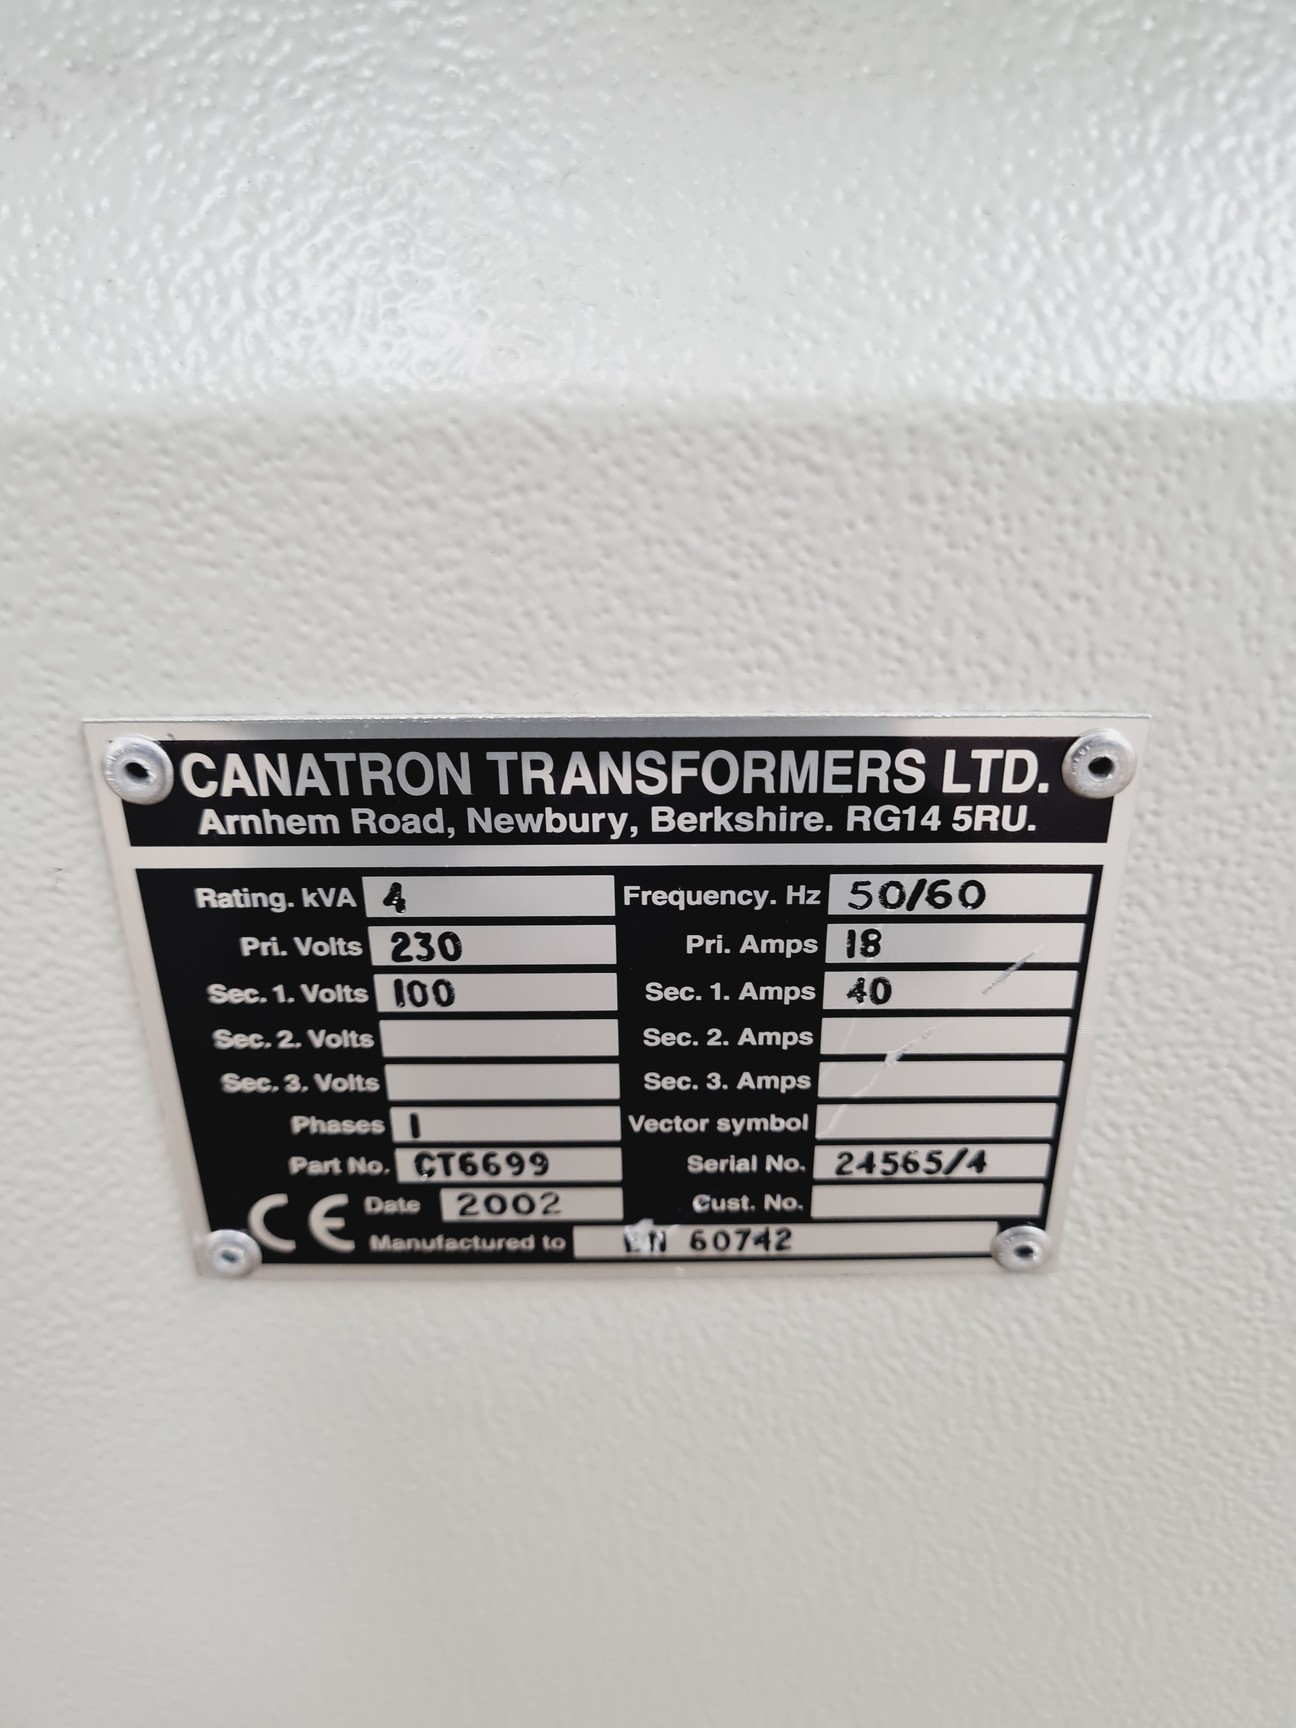 CANATRON TRANSFORMERS LTD.
Arnhem Road, Newbury, Berkshire. RG14 5RU.
Rating. kVA 4 Frequency. Hz 50/60
Pri. Volts 230 Pri. Amps 18
Sec. 1. Volts 100 Sec. 1. Amps 40
Sec. 2. Volts Sec. 2. Amps
Sec. 3. Volts Sec. 3. Amps
Phases 1 Vector symbol
Part No. CT6699 Serial No. 24565/4
CE Date 2002 Cust. No.
Manufactured to EN 60742